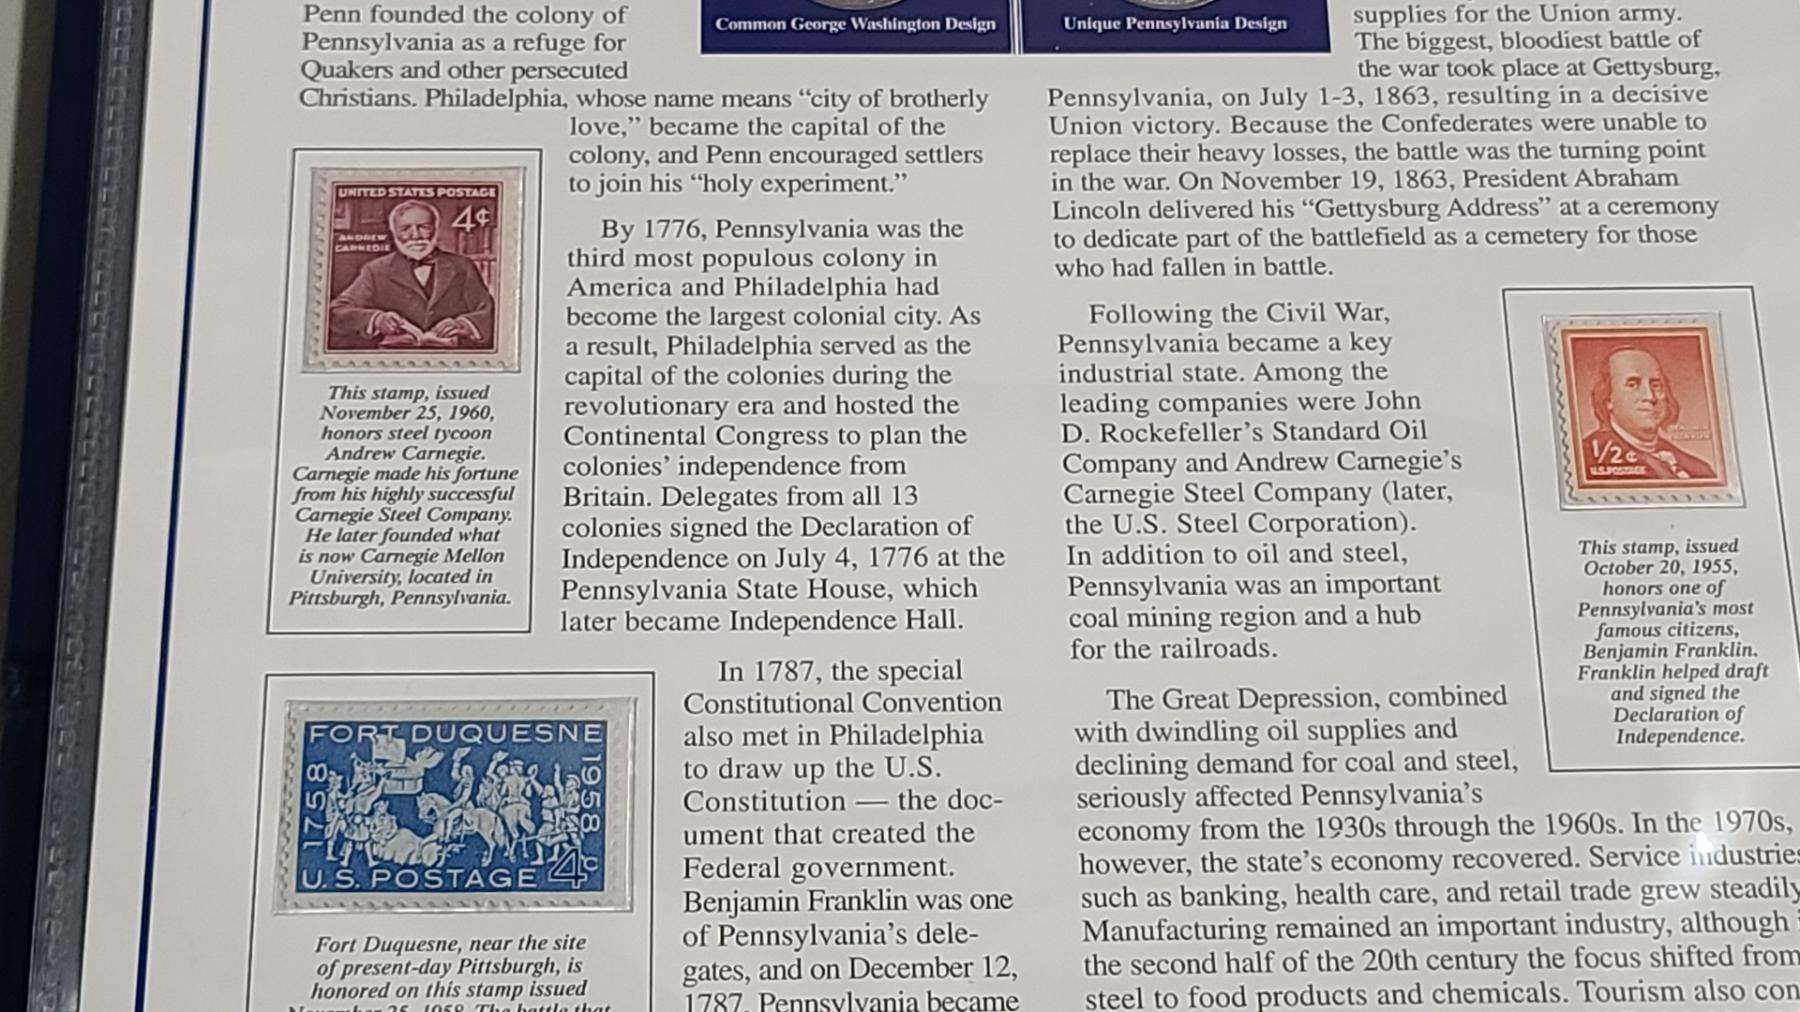 Common George Washington Design
Unique Pennsylvania Design
Penn founded the colony of
Pennsylvania as a refuge for
Quakers and other persecuted
Christians. Philadelphia, whose name means “city of brotherly
love,” became the capital of the
colony, and Penn encouraged settlers
to join his “holy experiment.”
UNITED STATES POSTAGE
4¢
ANDREW
CARNEGIE
This stamp, issued
November 25, 1960,
honors steel tycoon
Andrew Carnegie.
Carnegie made his fortune
from his highly successful
Carnegie Steel Company.
He later founded what
is now Carnegie Mellon
University, located in
Pittsburgh, Pennsylvania.
By 1776, Pennsylvania was the
third most populous colony in
America and Philadelphia had
become the largest colonial city. As
a result, Philadelphia served as the
capital of the colonies during the
revolutionary era and hosted the
Continental Congress to plan the
colonies’ independence from
Britain. Delegates from all 13
colonies signed the Declaration of
Independence on July 4, 1776 at the
Pennsylvania State House, which
later became Independence Hall.
FORT DUQUESNE
1758
1958
U.S. POSTAGE 4¢
Fort Duquesne, near the site
of present-day Pittsburgh, is
honored on this stamp issued
November 25, 1958. The battle that
In 1787, the special
Constitutional Convention
also met in Philadelphia
to draw up the U.S.
Constitution — the doc-
ument that created the
Federal government.
Benjamin Franklin was one
of Pennsylvania’s dele-
gates, and on December 12,
1787, Pennsylvania became
supplies for the Union army.
The biggest, bloodiest battle of
the war took place at Gettysburg,
Pennsylvania, on July 1-3, 1863, resulting in a decisive
Union victory. Because the Confederates were unable to
replace their heavy losses, the battle was the turning point
in the war. On November 19, 1863, President Abraham
Lincoln delivered his “Gettysburg Address” at a ceremony
to dedicate part of the battlefield as a cemetery for those
who had fallen in battle.
Following the Civil War,
Pennsylvania became a key
industrial state. Among the
leading companies were John
D. Rockefeller’s Standard Oil
Company and Andrew Carnegie’s
Carnegie Steel Company (later,
the U.S. Steel Corporation).
In addition to oil and steel,
Pennsylvania was an important
coal mining region and a hub
for the railroads.
BENJAMIN
FRANKLIN
1/2¢
U.S. POSTAGE
This stamp, issued
October 20, 1955,
honors one of
Pennsylvania’s most
famous citizens,
Benjamin Franklin.
Franklin helped draft
and signed the
Declaration of
Independence.
The Great Depression, combined
with dwindling oil supplies and
declining demand for coal and steel,
seriously affected Pennsylvania’s
economy from the 1930s through the 1960s. In the 1970s,
however, the state’s economy recovered. Service industries
such as banking, health care, and retail trade grew steadily
Manufacturing remained an important industry, although
the second half of the 20th century the focus shifted from
steel to food products and chemicals. Tourism also con